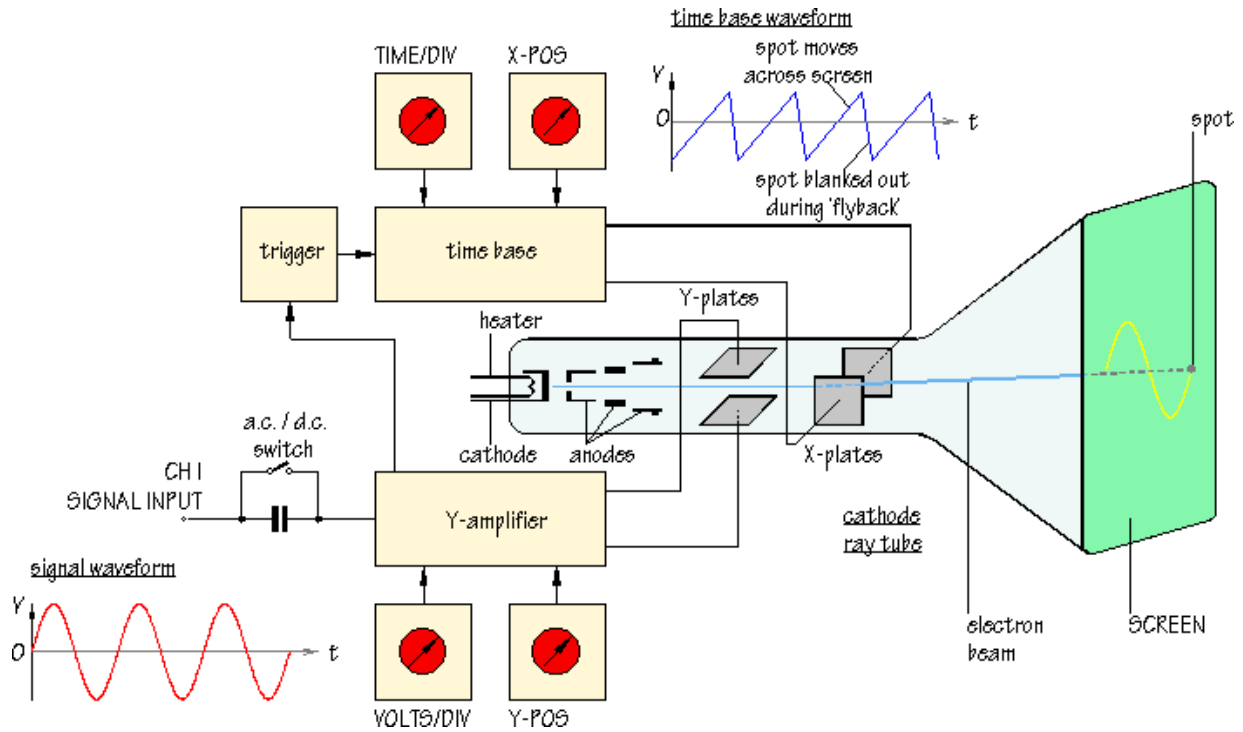 time base waveform
spot moves
across screen
V
O
t
spot blanked out
during 'flyback'
TIME/DIV
X-POS
spot
trigger
time base
Y-plates
heater
cathode
anodes
X-plates
a.c. / d.c.
switch
CH I
SIGNAL INPUT
Y-amplifier
cathode
ray tube
signal waveform
V
O
t
electron
beam
SCREEN
VOLTS/DIV
Y-POS